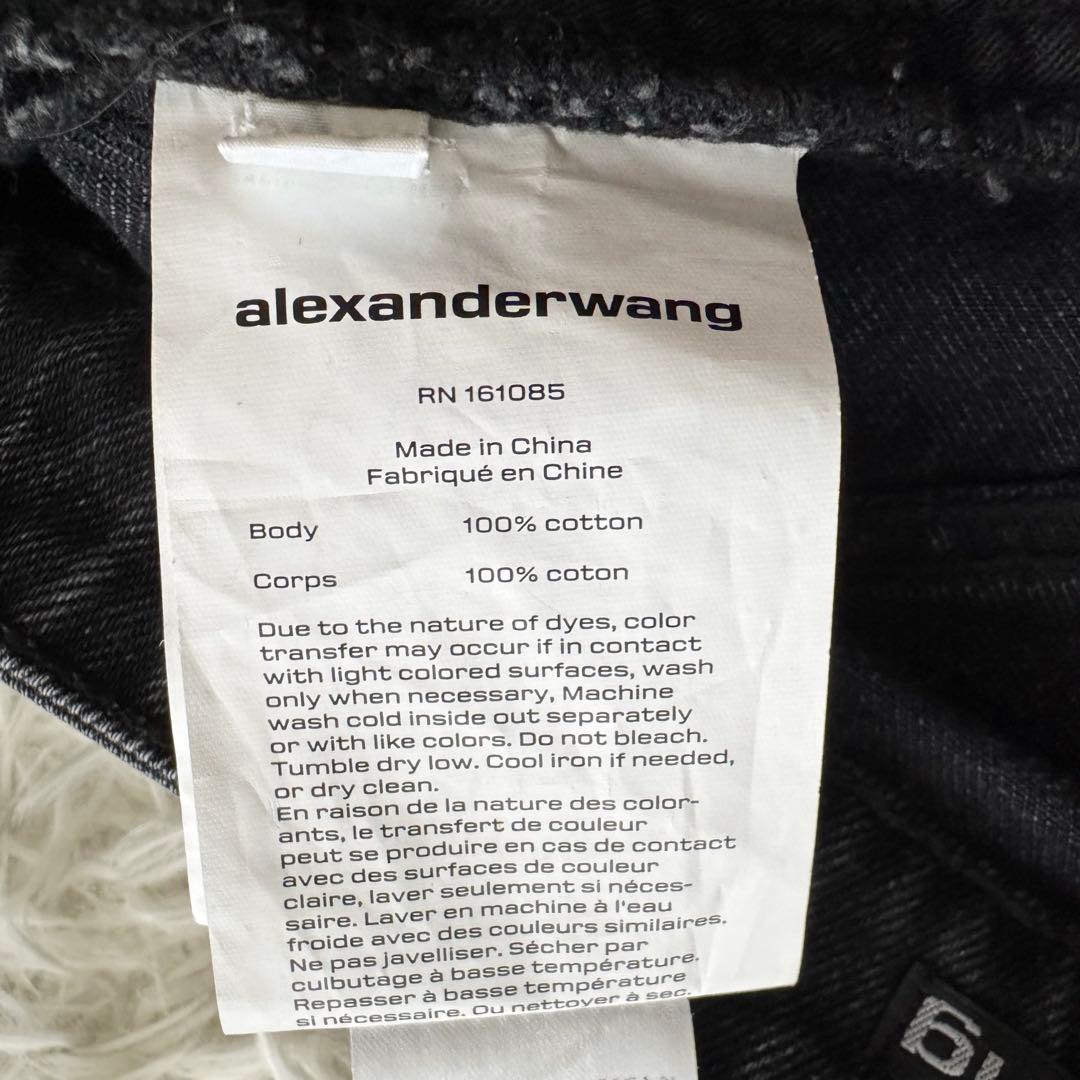 alexanderwang
RN 161085
Made in China
Fabriqué en Chine
Body 100% cotton
Corps 100% coton
Due to the nature of dyes, color
transfer may occur if in contact
with light colored surfaces, wash
only when necessary, Machine
wash cold inside out separately
or with like colors. Do not bleach.
Tumble dry low. Cool iron if needed,
or dry clean.
En raison de la nature des color-
ants, le transfert de couleur
peut se produire en cas de contact
avec des surfaces de couleur
claire, laver seulement si néces-
saire. Laver en machine à l'eau
froide avec des couleurs similaires.
Ne pas javelliser. Sécher par
culbutage à basse température.
Repasser à basse température
si nécessaire. Ou nettoyer à sec.